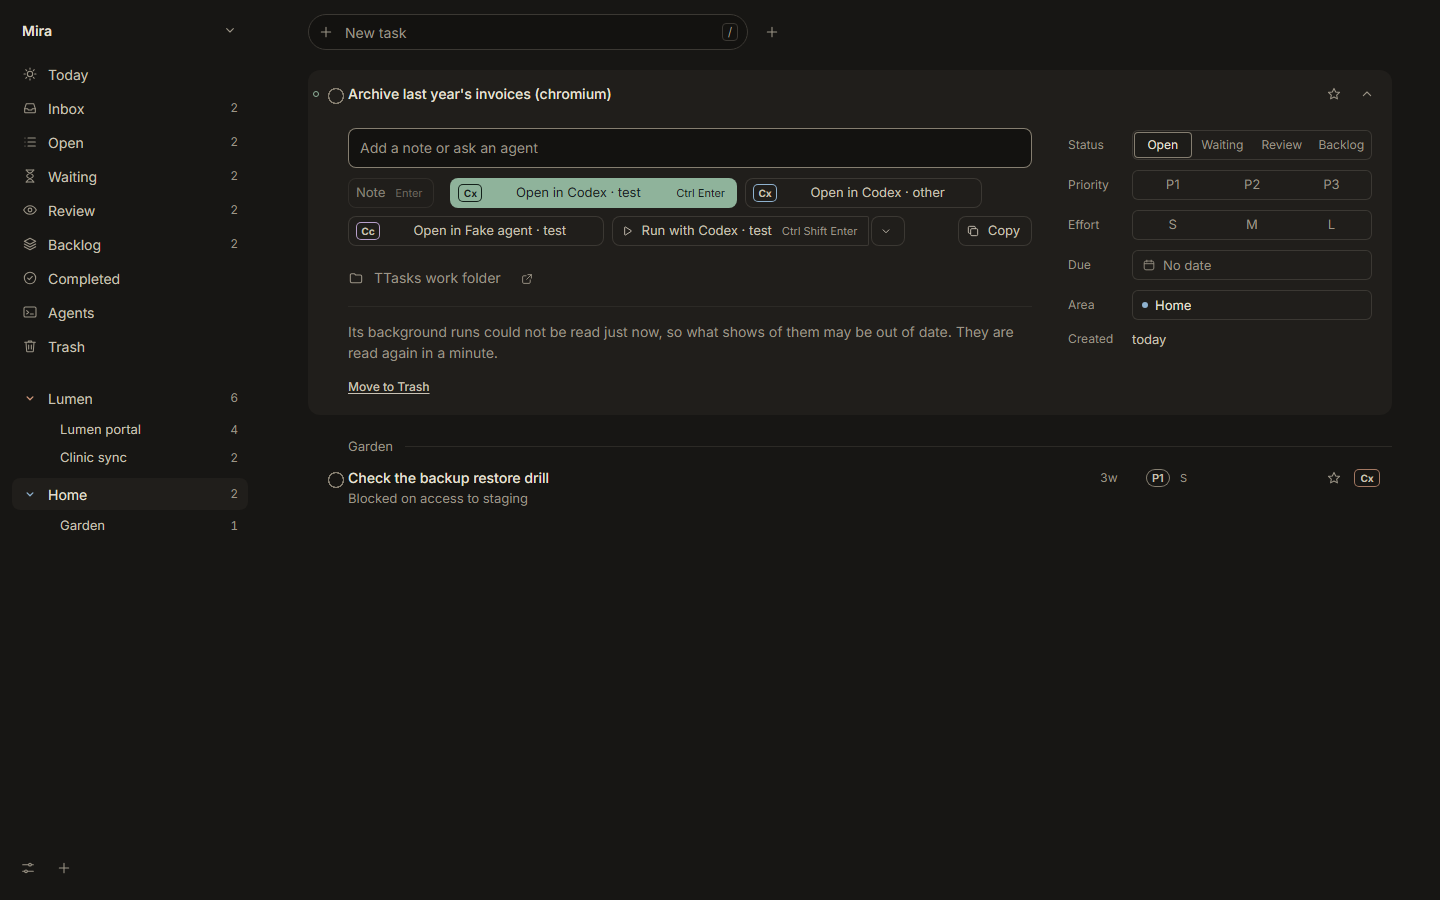 Mira
Today
Inbox 2
Open 2
Waiting 2
Review 2
Backlog 2
Completed
Agents
Trash
Lumen 6
Lumen portal 4
Clinic sync 2
Home 2
Garden 1
New task /
Archive last year's invoices (chromium)
Add a note or ask an agent
Note Enter
Cx Open in Codex · test Ctrl Enter
Cx Open in Codex · other
Cc Open in Fake agent · test
Run with Codex · test Ctrl Shift Enter
Copy
TTasks work folder
Its background runs could not be read just now, so what shows of them may be out of date. They are
read again in a minute.
Move to Trash
Status Open Waiting Review Backlog
Priority P1 P2 P3
Effort S M L
Due No date
Area Home
Created today
Garden
Check the backup restore drill 3w P1 S Cx
Blocked on access to staging